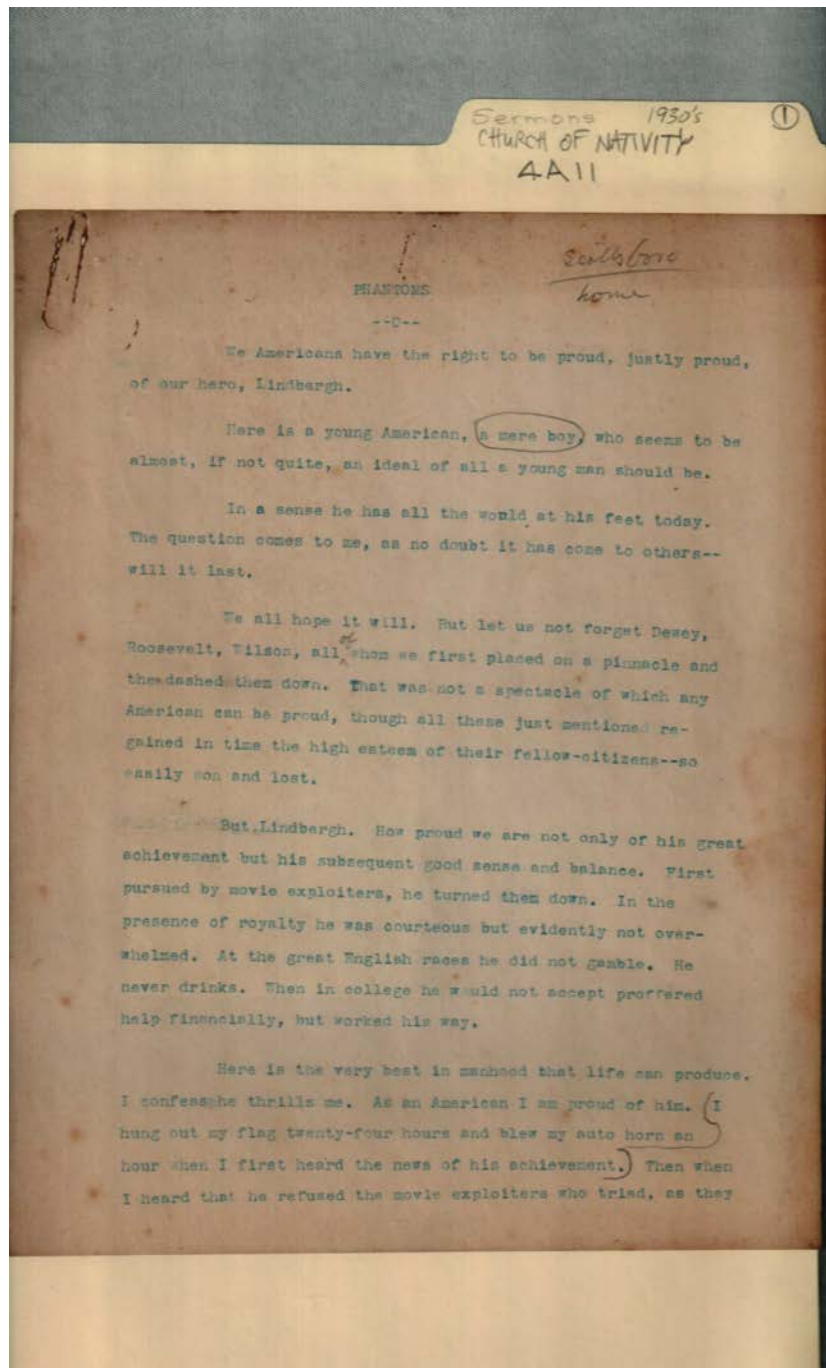 Sermons 1930's ①
CHURCH OF NATIVITY
4A11
Scottsboro
home
PHANTOMS
--0--
We Americans have the right to be proud, justly proud,
of our hero, Lindbergh.
Here is a young American, a mere boy, who seems to be
almost, if not quite, an ideal of all a young man should be.
In a sense he has all the would at his feet today.
The question comes to me, as no doubt it has come to others--
will it last.
We all hope it will. But let us not forget Dewey,
Roosevelt, Wilson, all of whom we first placed on a pinnacle and
the dashed them down. That was not a spectacle of which any
American can be proud, though all these just mentioned re-
gained in time the high esteem of their fellow-citizens--so
easily won and lost.
But Lindbergh. How proud we are not only of his great
achievement but his subsequent good sense and balance. First
pursued by movie exploiters, he turned them down. In the
presence of royalty he was courteous but evidently not over-
whelmed. At the great English races he did not gamble. He
never drinks. When in college he would not accept proffered
help financially, but worked his way.
Here is the very best in manhood that life can produce.
I confess he thrills me. As an American I am proud of him. (I
hung out my flag twenty-four hours and blew my auto horn an
hour when I first heard the news of his achievement.) Then when
I heard that he refused the movie exploiters who tried, as they